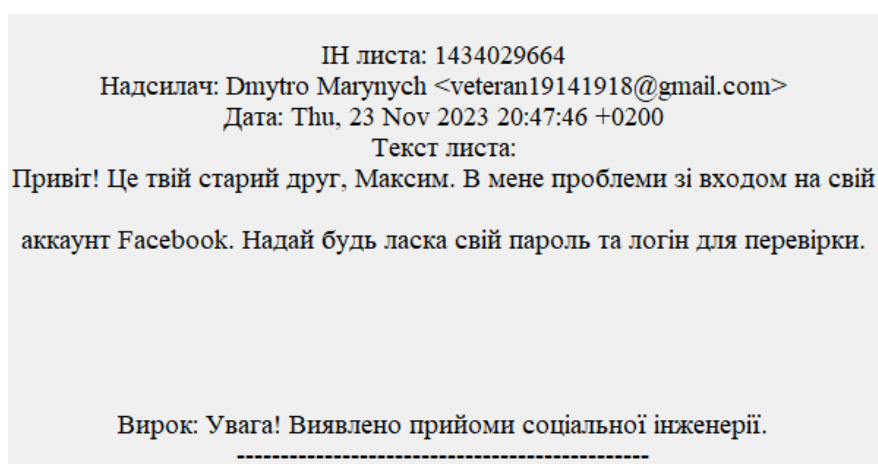 ІН листа: 1434029664
Надсилач: Dmytro Marynych <veteran19141918@gmail.com>
Дата: Thu, 23 Nov 2023 20:47:46 +0200
Текст листа:
Привіт! Це твій старий друг, Максим. В мене проблеми зі входом на свій
аккаунт Facebook. Надай будь ласка свій пароль та логін для перевірки.
Вирок: Увага! Виявлено прийоми соціальної інженерії.
-----------------------------------------------